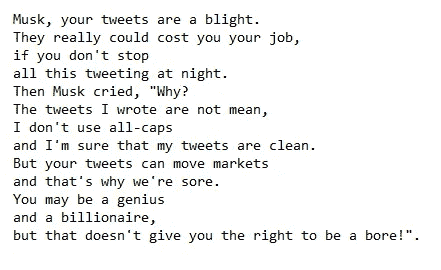 Musk, your tweets are a blight.
They really could cost you your job,
if you don't stop
all this tweeting at night.
Then Musk cried, "Why?
The tweets I wrote are not mean,
I don't use all-caps
and I'm sure that my tweets are clean.
But your tweets can move markets
and that's why we're sore.
You may be a genius
and a billionaire,
but that doesn't give you the right to be a bore!".